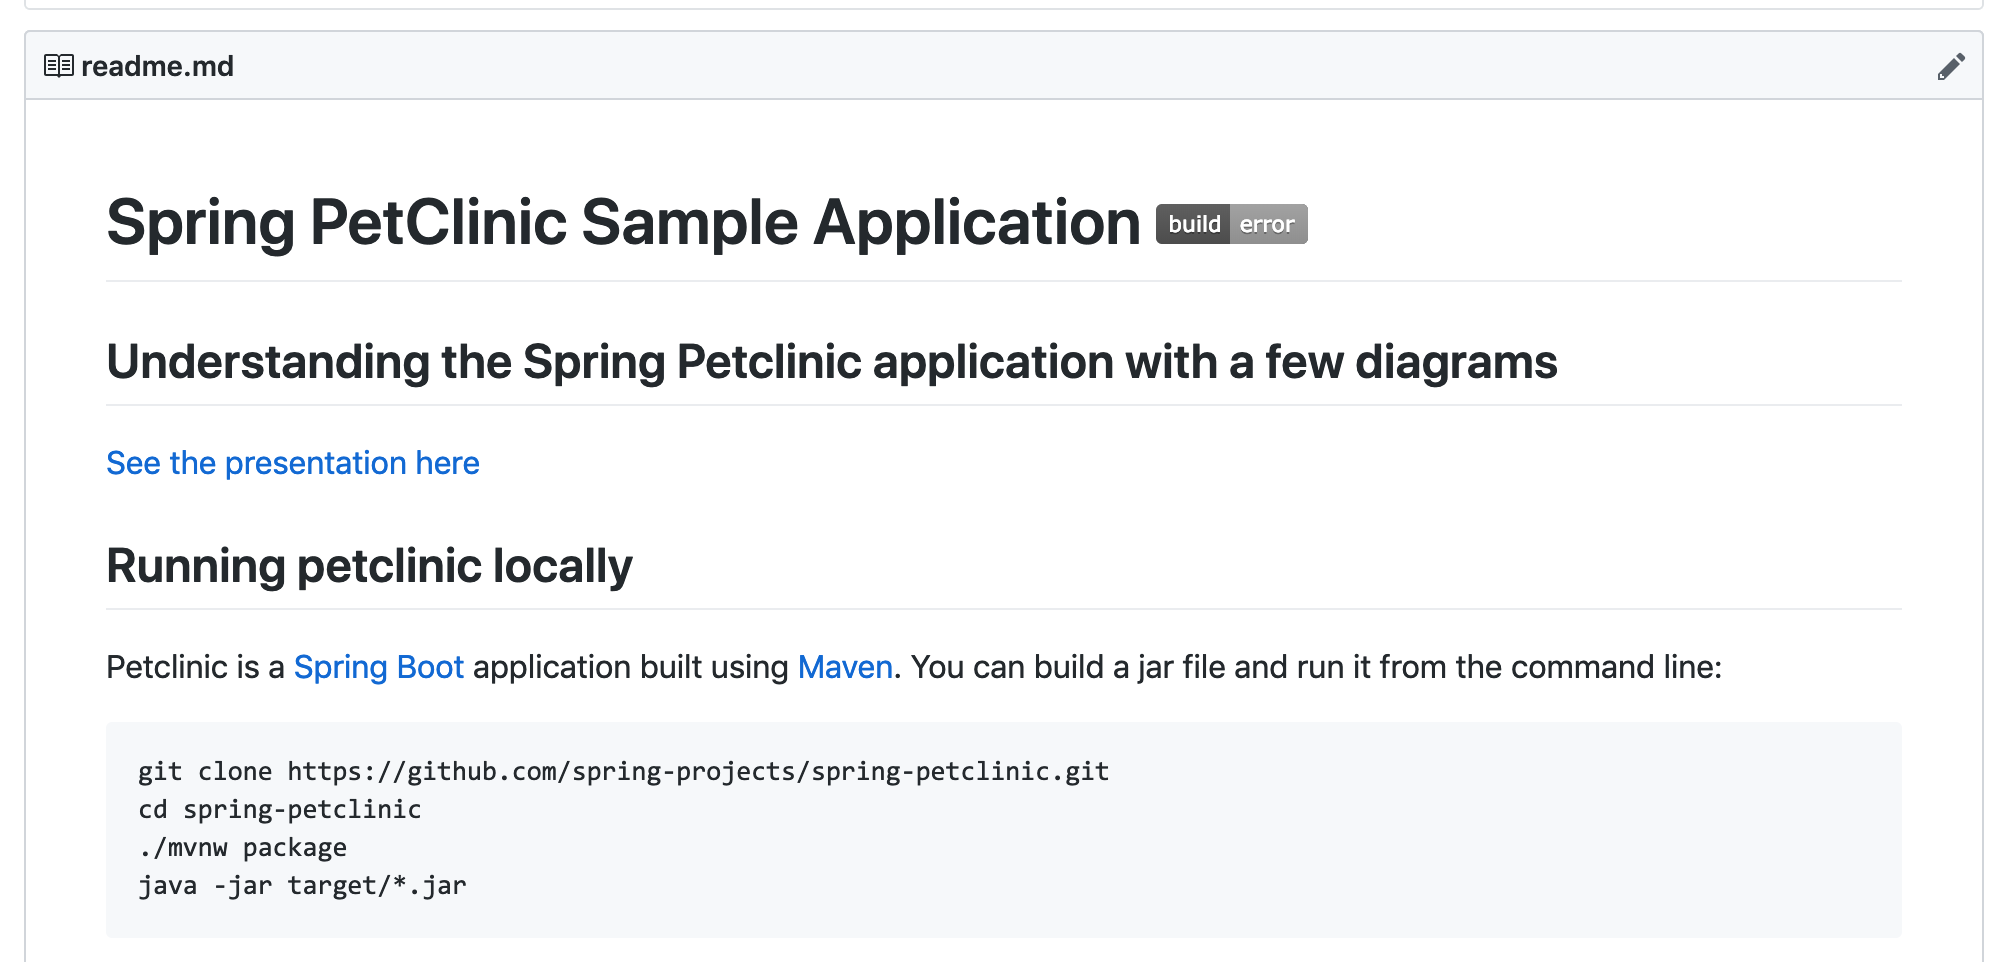 readme.md
Spring PetClinic Sample Application build error
Understanding the Spring Petclinic application with a few diagrams
See the presentation here
Running petclinic locally
Petclinic is a Spring Boot application built using Maven. You can build a jar file and run it from the command line:
git clone https://github.com/spring-projects/spring-petclinic.git
cd spring-petclinic
./mvnw package
java -jar target/*.jar